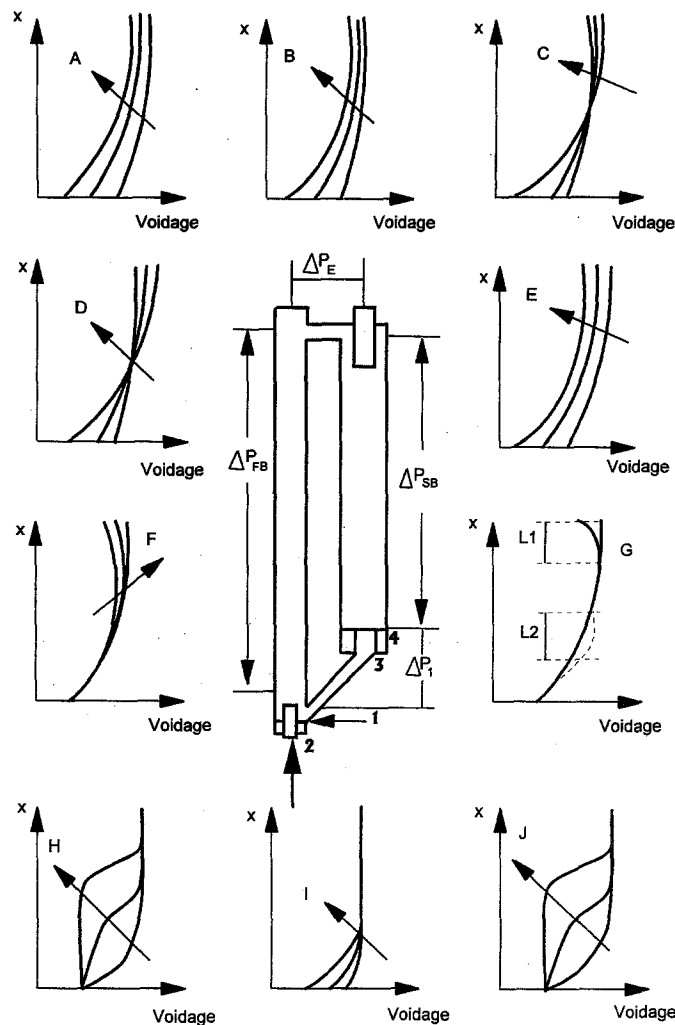 x
A
Voidage
x
B
Voidage
x
C
Voidage
x
D
Voidage
ΔP_E
ΔP_FB
ΔP_SB
x
E
Voidage
x
F
Voidage
4
3
ΔP_1
1
2
x
L1
G
L2
Voidage
x
H
Voidage
x
I
Voidage
x
J
Voidage